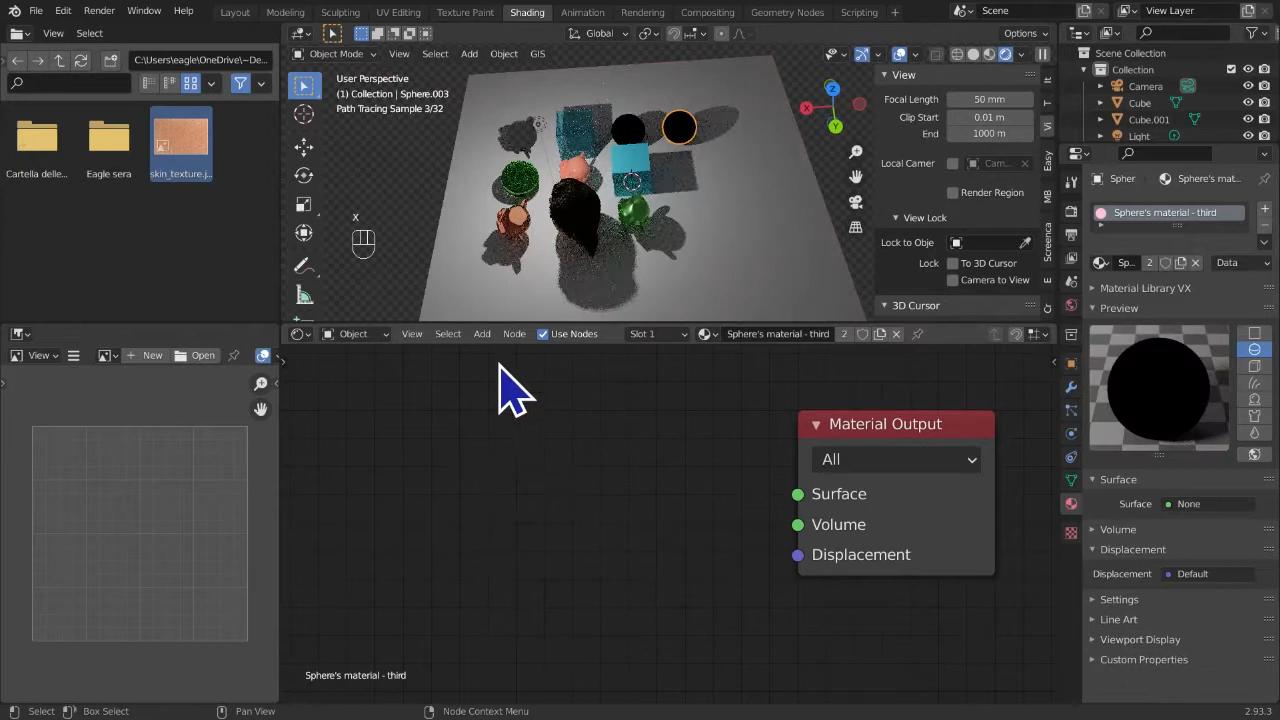 File Edit Render Window Help Layout Modeling Sculpting UV Editing Texture Paint Shading Animation Rendering Compositing Geometry Nodes Scripting + Scene View Layer
View Select
C:\Users\eagle\OneDrive\~De...
Cartella delle...
Eagle sera
skin_texture.j...
Global
Options
Object Mode View Select Add Object GIS
User Perspective
(1) Collection | Sphere.003
Path Tracing Sample 3/32
X
View
Focal Length 50 mm
Clip Start 0.01 m
End 1000 m
Local Camer Cam...
Render Region
View Lock
Lock to Obje
Lock To 3D Cursor
Camera to View
3D Cursor
Vi
Easy
MB
Screenca
E
Cr
Scene Collection
Collection
Camera
Cube
Cube.001
Light
Spher Sphere's mat...
Sphere's material - third
Sp... 2 Data
Material Library VX
Preview
Surface
Surface None
Volume
Displacement
Displacement Default
Settings
Line Art
Viewport Display
Custom Properties
View New Open
Object View Select Add Node Use Nodes Slot 1 Sphere's material - third 2
Material Output
All
Surface
Volume
Displacement
Sphere's material - third
Select Box Select Pan View Node Context Menu 2.93.3